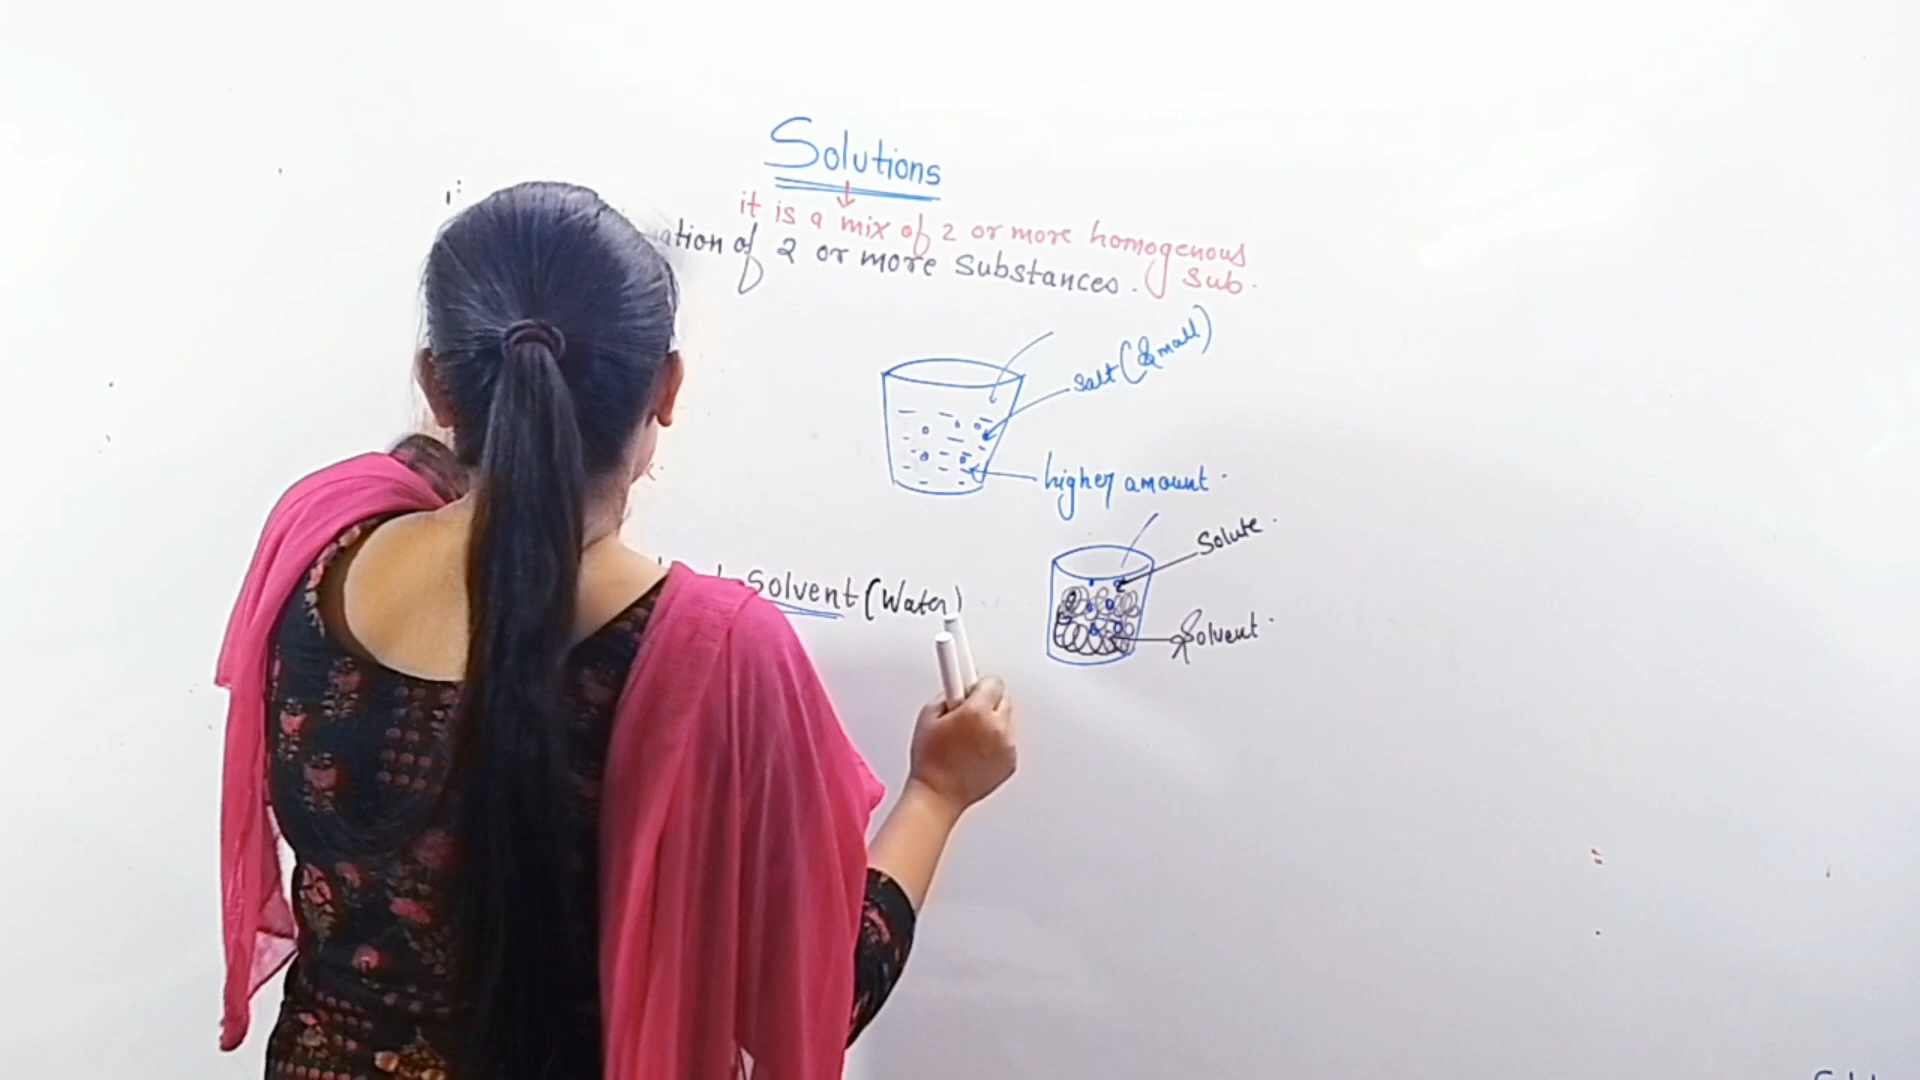 Solutions
it is a mix of 2 or more homogenous
sub.
of 2 or more substances.
salt (small)
higher amount.
Solute.
Solvent (Water)
Solvent.